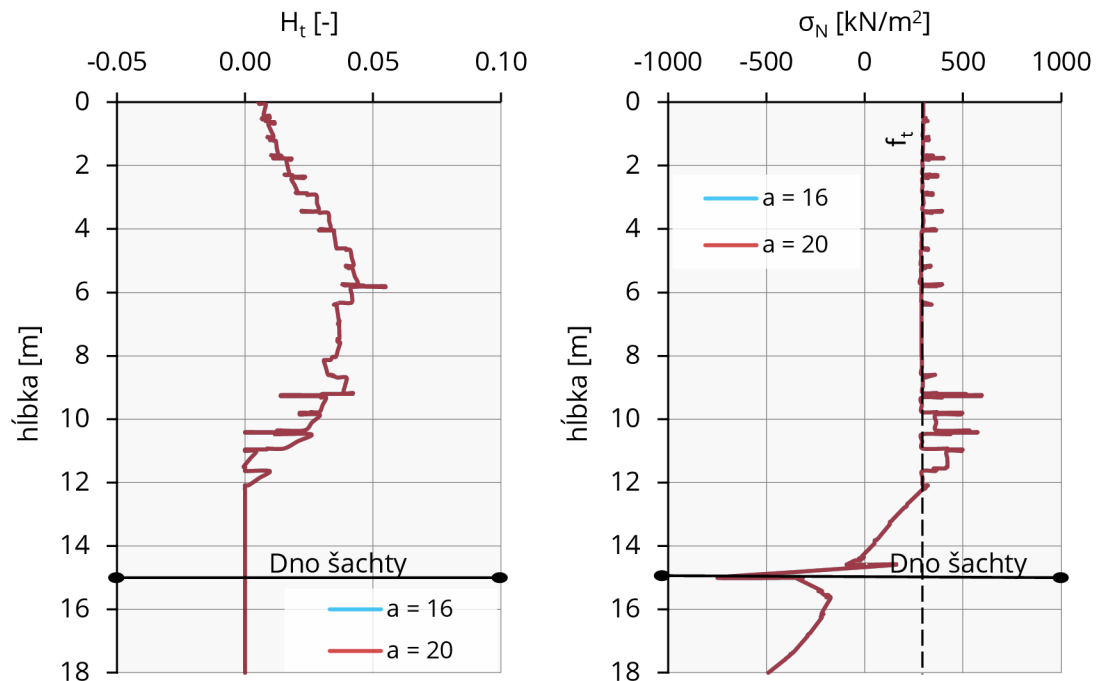 Hₜ [-]
-0.05 0.00 0.05 0.10
0
2
4
6
8
10
12
14
16
18
hĺbka [m]
Dno šachty
a = 16
a = 20
σ_N [kN/m²]
-1000 -500 0 500 1000
0
2
4
6
8
10
12
14
16
18
hĺbka [m]
fₜ
a = 16
a = 20
Dno šachty